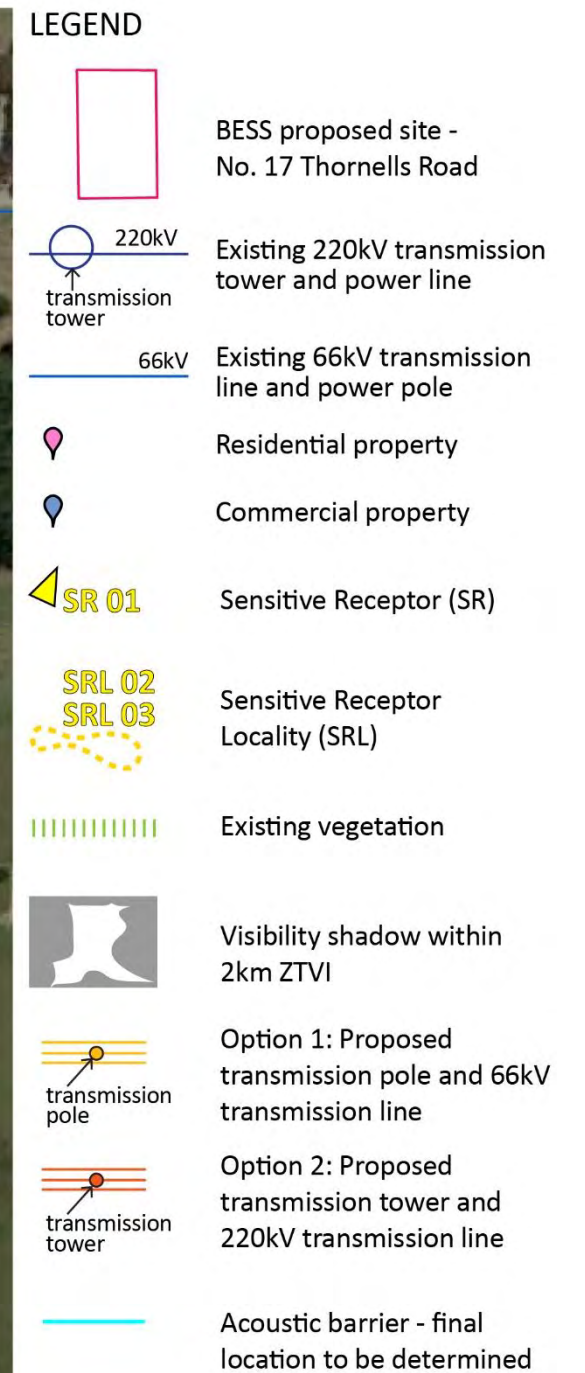 LEGEND
BESS proposed site -
No. 17 Thornells Road
220kV
transmission
tower
Existing 220kV transmission
tower and power line
66kV
Existing 66kV transmission
line and power pole
Residential property
Commercial property
SR 01
Sensitive Receptor (SR)
SRL 02
SRL 03
Sensitive Receptor
Locality (SRL)
Existing vegetation
Visibility shadow within
2km ZTVI
transmission
pole
Option 1: Proposed
transmission pole and 66kV
transmission line
transmission
tower
Option 2: Proposed
transmission tower and
220kV transmission line
Acoustic barrier - final
location to be determined